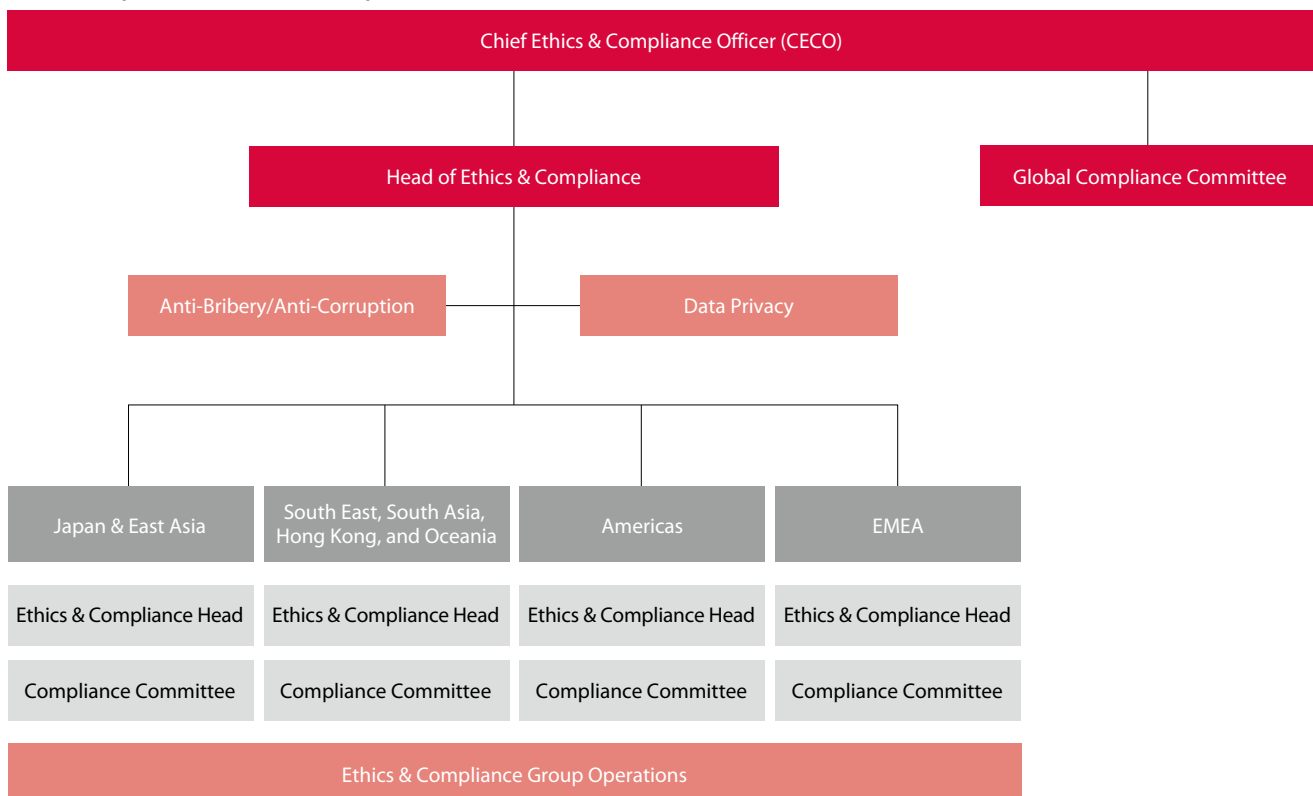 Chief Ethics & Compliance Officer (CECO)
Head of Ethics & Compliance
Global Compliance Committee
Anti-Bribery/Anti-Corruption
Data Privacy
Japan & East Asia
South East, South Asia,
Hong Kong, and Oceania
Americas
EMEA
Ethics & Compliance Head
Ethics & Compliance Head
Ethics & Compliance Head
Ethics & Compliance Head
Compliance Committee
Compliance Committee
Compliance Committee
Compliance Committee
Ethics & Compliance Group Operations